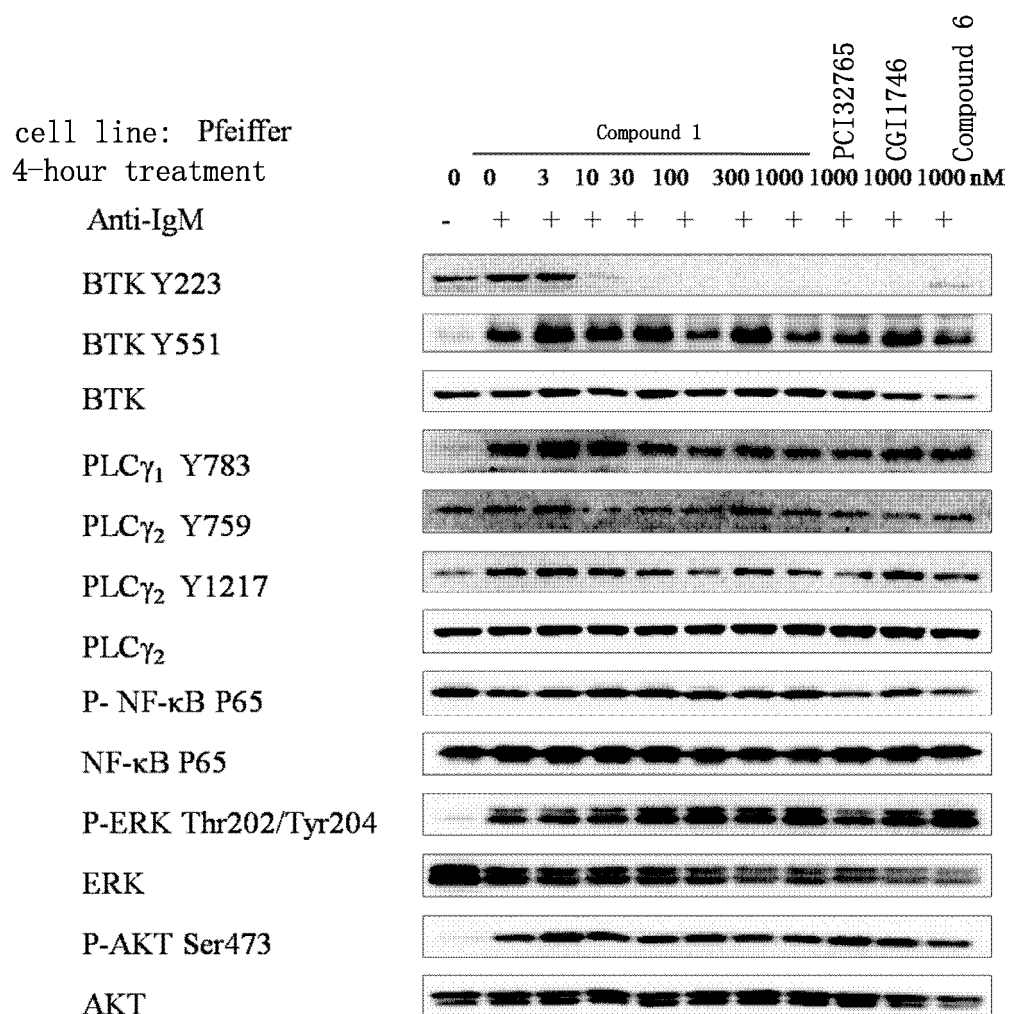 PCI32765
CGI1746
Compound 6
cell line: Pfeiffer
Compound 1
4-hour treatment
0 0 3 10 30 100 300 1000 1000 1000 1000 nM
Anti-IgM - + + + + + + + + + +
BTK Y223
BTK Y551
BTK
PLCγ₁ Y783
PLCγ₂ Y759
PLCγ₂ Y1217
PLCγ₂
P- NF-κB P65
NF-κB P65
P-ERK Thr202/Tyr204
ERK
P-AKT Ser473
AKT